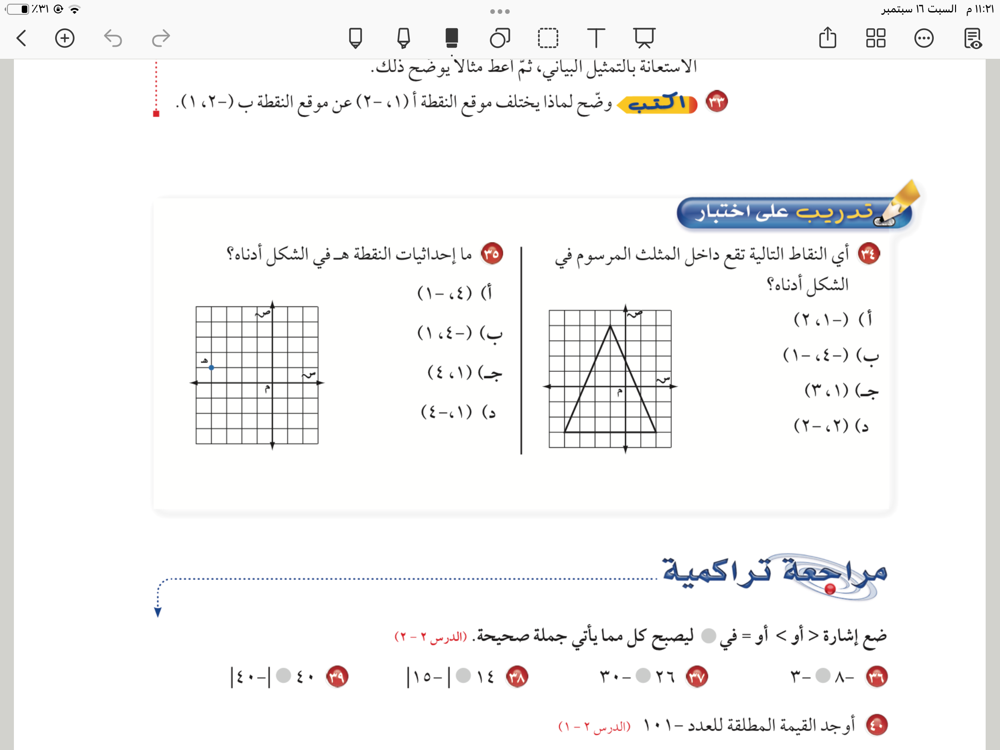 ١١:٢١ م السبت ١٦ سبتمبر
٣١٪
الاستعانة بالتمثيل البياني، ثمّ أعط مثالاً يوضّح ذلك.
٣٣ اكتب وضّح لماذا يختلف موقع النقطة أ (١، –٢) عن موقع النقطة ب (–٢، ١).
تدريب على اختبار
٣٤ أي النقاط التالية تقع داخل المثلث المرسوم في
الشكل أدناه؟
أ) (–١، ٢)
ب) (–٤، –١)
جـ) (١، ٣)
د) (٢، –٢)
ص
س
م
٣٥ ما إحداثيات النقطة هـ في الشكل أدناه؟
أ) (٤، –١)
ب) (–٤، ١)
جـ) (١، ٤)
د) (١، –٤)
ص
هـ
س
م
مراجعة تراكمية
ضع إشارة < أو > أو = في ليصبح كل مما يأتي جملة صحيحة. (الدرس ٢ – ٢)
٣٦ –٨ –٣
٣٧ ٢٦ –٣٠
٣٨ ١٤ |–١٥|
٣٩ ٤٠ |–٤٠|
٤٠ أوجد القيمة المطلقة للعدد –١٠١ (الدرس ٢ – ١)